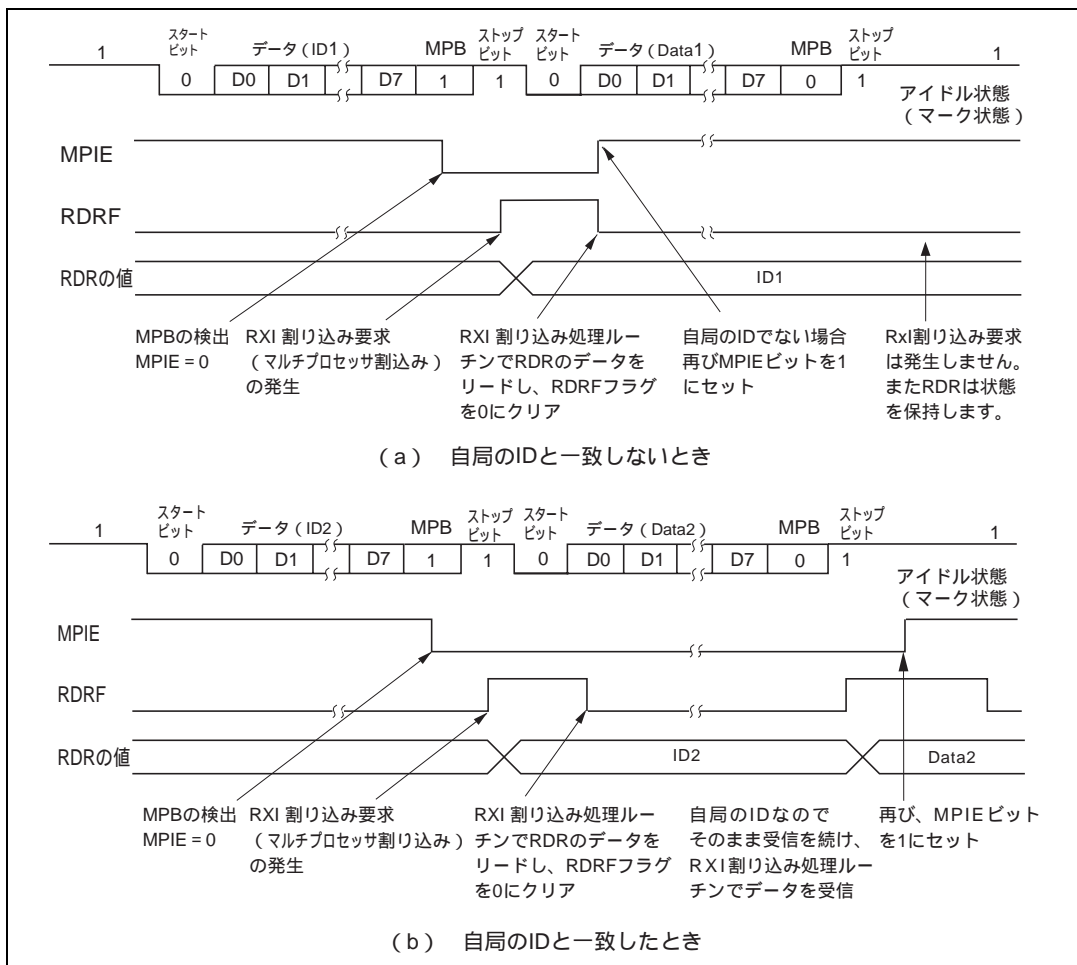 1
スタート
ビット
データ（ID1）
MPB
ストップ
ビット
スタート
ビット
データ（Data1）
MPB
ストップ
ビット
1
0 D0 D1 D7 1 1 0 D0 D1 D7 0 1
アイドル状態
（マーク状態）
MPIE
RDRF
RDRの値
ID1
MPBの検出
MPIE = 0
RXI 割り込み要求
（マルチプロセッサ割込み）
の発生
RXI 割り込み処理ルー
チンでRDRのデータを
リードし、RDRFフラグ
を0にクリア
自局のIDでない場合
再びMPIEビットを1
にセット
RxI割り込み要求
は発生しません。
またRDRは状態
を保持します。
（a） 自局のIDと一致しないとき
1
スタート
ビット
データ（ID2）
MPB
ストップ
ビット
スタート
ビット
データ（Data2）
MPB
ストップ
ビット
1
0 D0 D1 D7 1 1 0 D0 D1 D7 0 1
アイドル状態
（マーク状態）
MPIE
RDRF
RDRの値
ID2
Data2
MPBの検出
MPIE = 0
RXI 割り込み要求
（マルチプロセッサ割り込み）
の発生
RXI 割り込み処理ルー
チンでRDRのデータを
リードし、RDRFフラグ
を0にクリア
自局のIDなので
そのまま受信を続け、
RXI割り込み処理ルー
チンでデータを受信
再び、MPIEビット
を1にセット
（b） 自局のIDと一致したとき